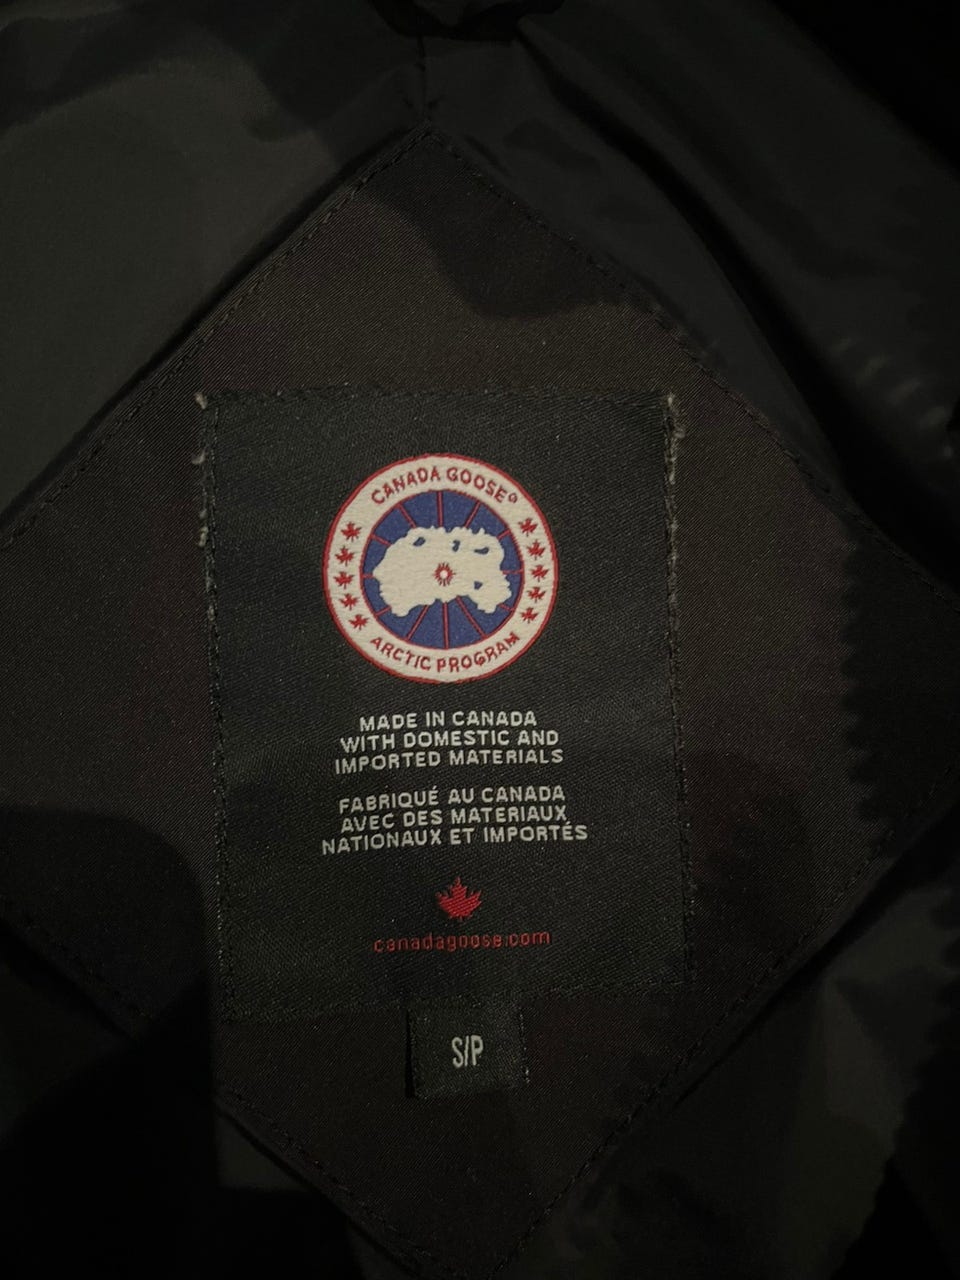 CANADA GOOSE®
ARCTIC PROGRAM
MADE IN CANADA
WITH DOMESTIC AND
IMPORTED MATERIALS
FABRIQUÉ AU CANADA
AVEC DES MATERIAUX
NATIONAUX ET IMPORTÉS
canadagoose.com
S/P